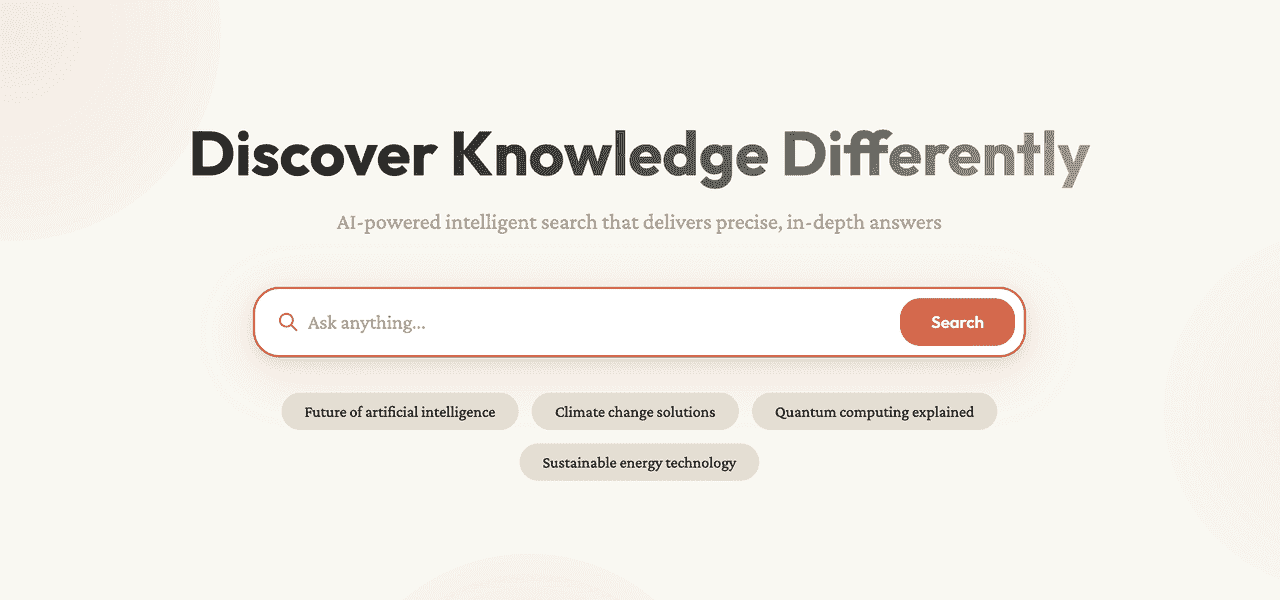 Discover Knowledge Differently
AI-powered intelligent search that delivers precise, in-depth answers
Ask anything...
Search
Future of artificial intelligence
Climate change solutions
Quantum computing explained
Sustainable energy technology